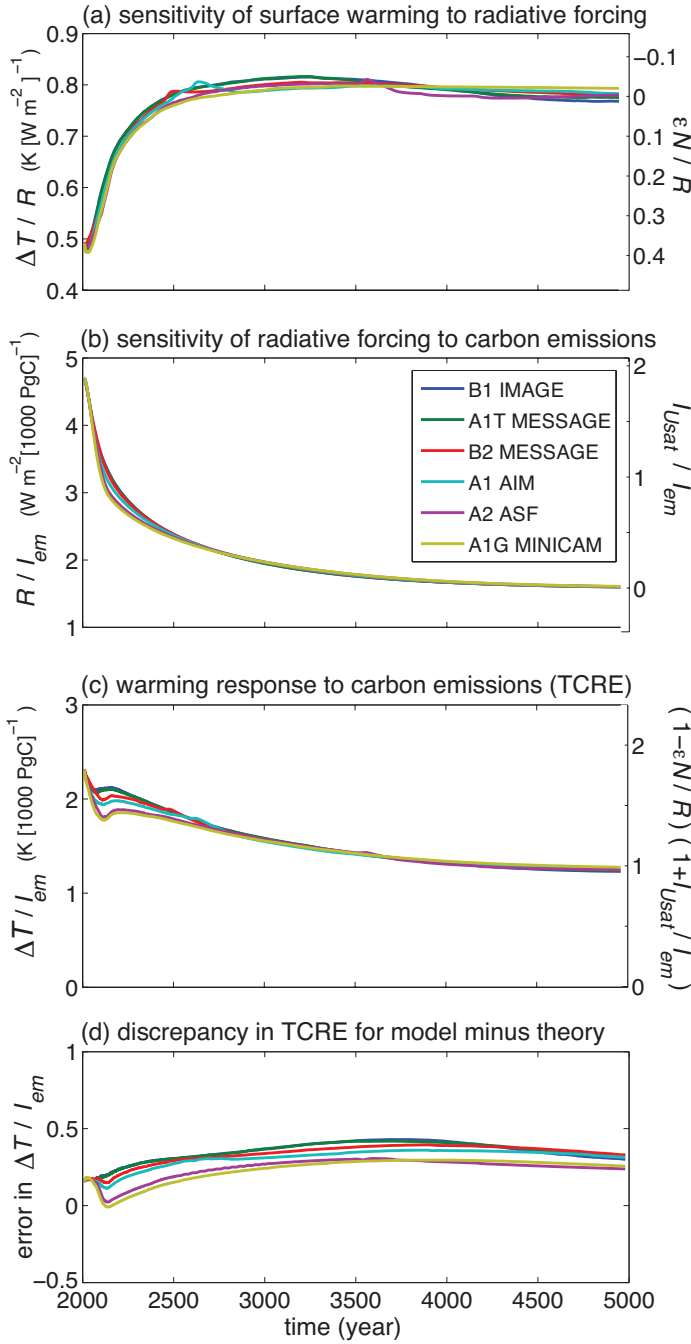 (a) sensitivity of surface warming to radiative forcing
0.9
0.8
0.7
0.6
0.5
0.4
ΔT / R (K [W m⁻²]⁻¹)
−0.1
0
0.1
0.2
0.3
0.4
εN / R
(b) sensitivity of radiative forcing to carbon emissions
5
4
3
2
1
R / I_em (W m⁻²[1000 PgC]⁻¹)
B1 IMAGE
A1T MESSAGE
B2 MESSAGE
A1 AIM
A2 ASF
A1G MINICAM
2
1
0
I_Usat / I_em
(c) warming response to carbon emissions (TCRE)
3
2
1
0
ΔT / I_em (K [1000 PgC]⁻¹)
2
1
0
(1−εN / R) (1+I_Usat / I_em)
(d) discrepancy in TCRE for model minus theory
1
0.5
0
−0.5
error in ΔT / I_em
2000 2500 3000 3500 4000 4500 5000
time (year)